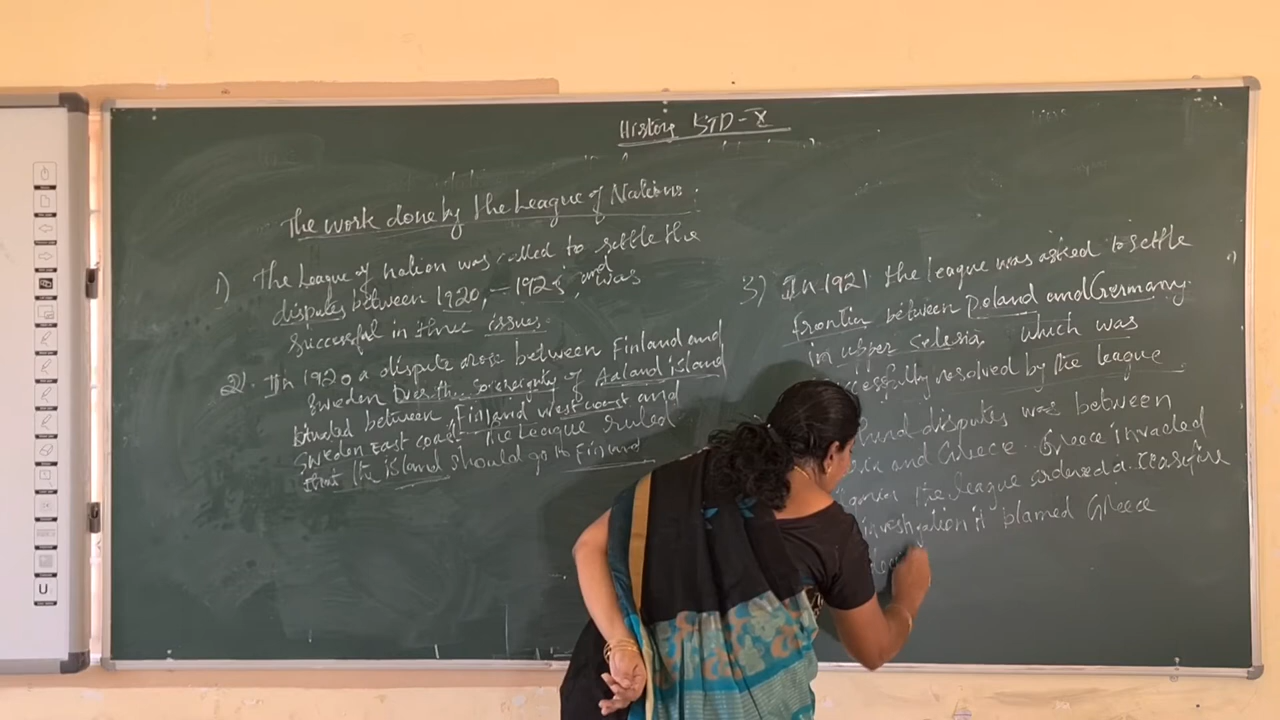 History STD - X
The work done by the League of Nations.
1) The League of nation was called to settle the
disputes between 1920, - 1925, and was
successful in three issues.
2). In 1920 a dispute arose between Finland and
Sweden Over the sovereignty of Aaland island
located between Finland west coast and
Sweden East coast The League ruled
that the island should go to Finland
3) In 1921 the league was asked to settle
frontier between Poland and Germany.
in upper Selesia which was
cessfully resolved by the league.
disputes was between
and Greece. Greece invaded
the league ordered a ceasefire
investigation it blamed Greece